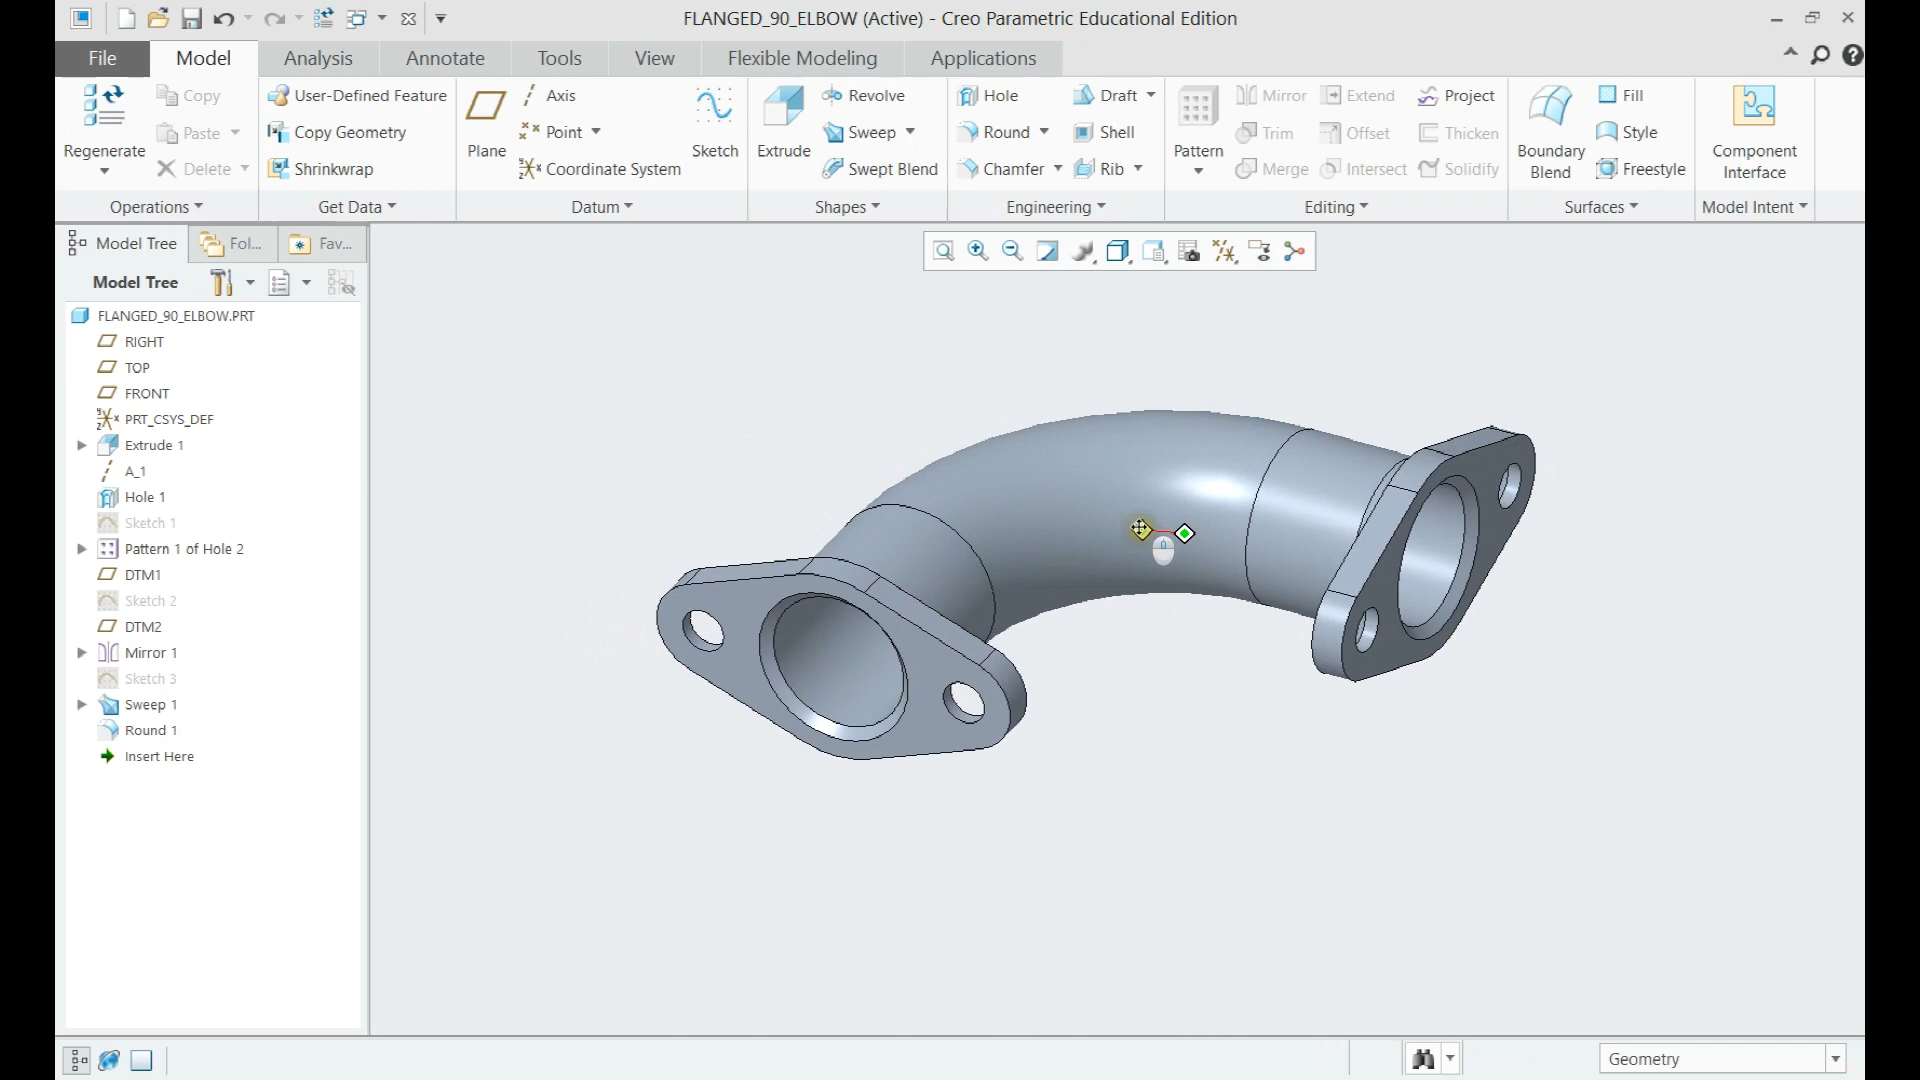 FLANGED_90_ELBOW (Active) - Creo Parametric Educational Edition
File Model Analysis Annotate Tools View Flexible Modeling Applications
Regenerate
Copy
Paste
Delete
Operations
User-Defined Feature
Copy Geometry
Shrinkwrap
Get Data
Plane
Axis
Point
Coordinate System
Sketch
Datum
Extrude
Revolve
Sweep
Swept Blend
Shapes
Hole
Round
Chamfer
Draft
Shell
Rib
Engineering
Pattern
Mirror
Trim
Merge
Extend
Offset
Intersect
Project
Thicken
Solidify
Editing
Boundary
Blend
Fill
Style
Freestyle
Surfaces
Component
Interface
Model Intent
Model Tree Fol... Fav...
Model Tree
FLANGED_90_ELBOW.PRT
RIGHT
TOP
FRONT
PRT_CSYS_DEF
Extrude 1
A_1
Hole 1
Sketch 1
Pattern 1 of Hole 2
DTM1
Sketch 2
DTM2
Mirror 1
Sketch 3
Sweep 1
Round 1
Insert Here
Geometry